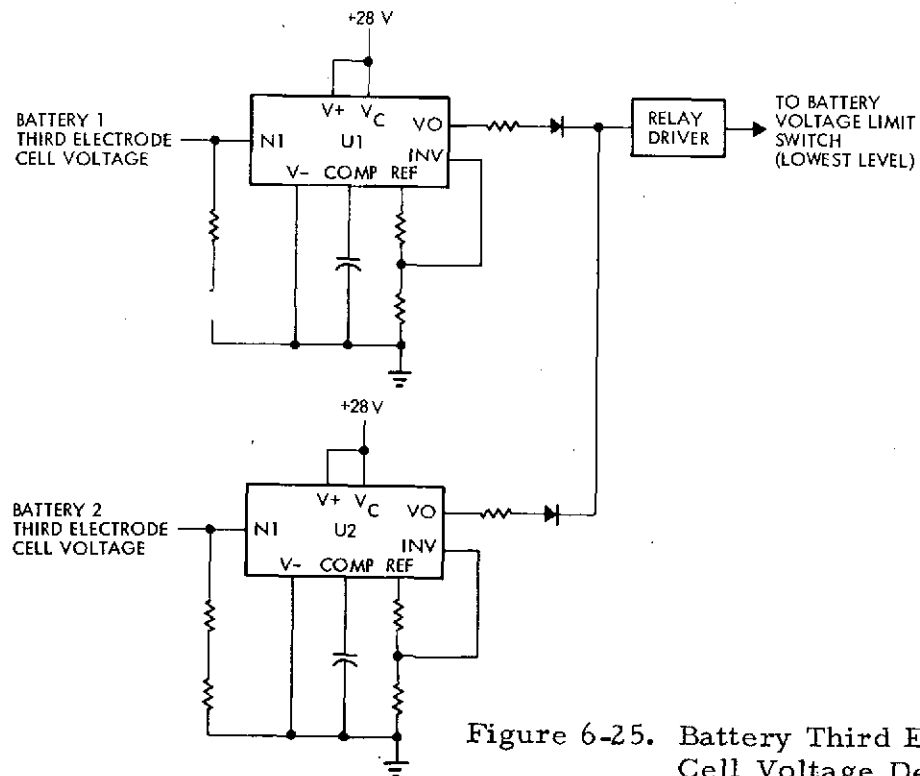 +28 V
BATTERY 1
THIRD ELECTRODE
CELL VOLTAGE
V+ VC
N1 U1 VO
INV
V- COMP REF
RELAY
DRIVER
TO BATTERY
VOLTAGE LIMIT
SWITCH
(LOWEST LEVEL)
+28 V
BATTERY 2
THIRD ELECTRODE
CELL VOLTAGE
V+ VC
N1 U2 VO
INV
V- COMP REF
Figure 6-25. Battery Third E
Cell Voltage De